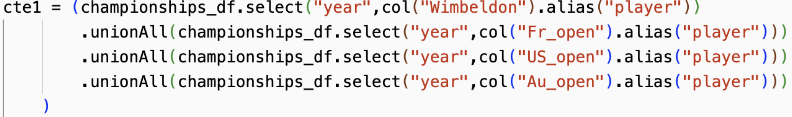 cte1 = (championships_df.select("year",col("Wimbeldon").alias("player"))
.unionAll(championships_df.select("year",col("Fr_open").alias("player")))
.unionAll(championships_df.select("year",col("US_open").alias("player")))
.unionAll(championships_df.select("year",col("Au_open").alias("player")))
)